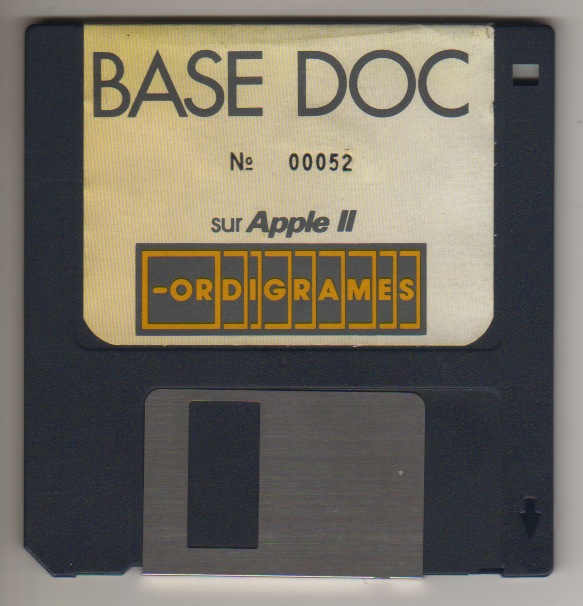 BASE DOC
Nº 00052
sur Apple II
-ORDIGRAMES